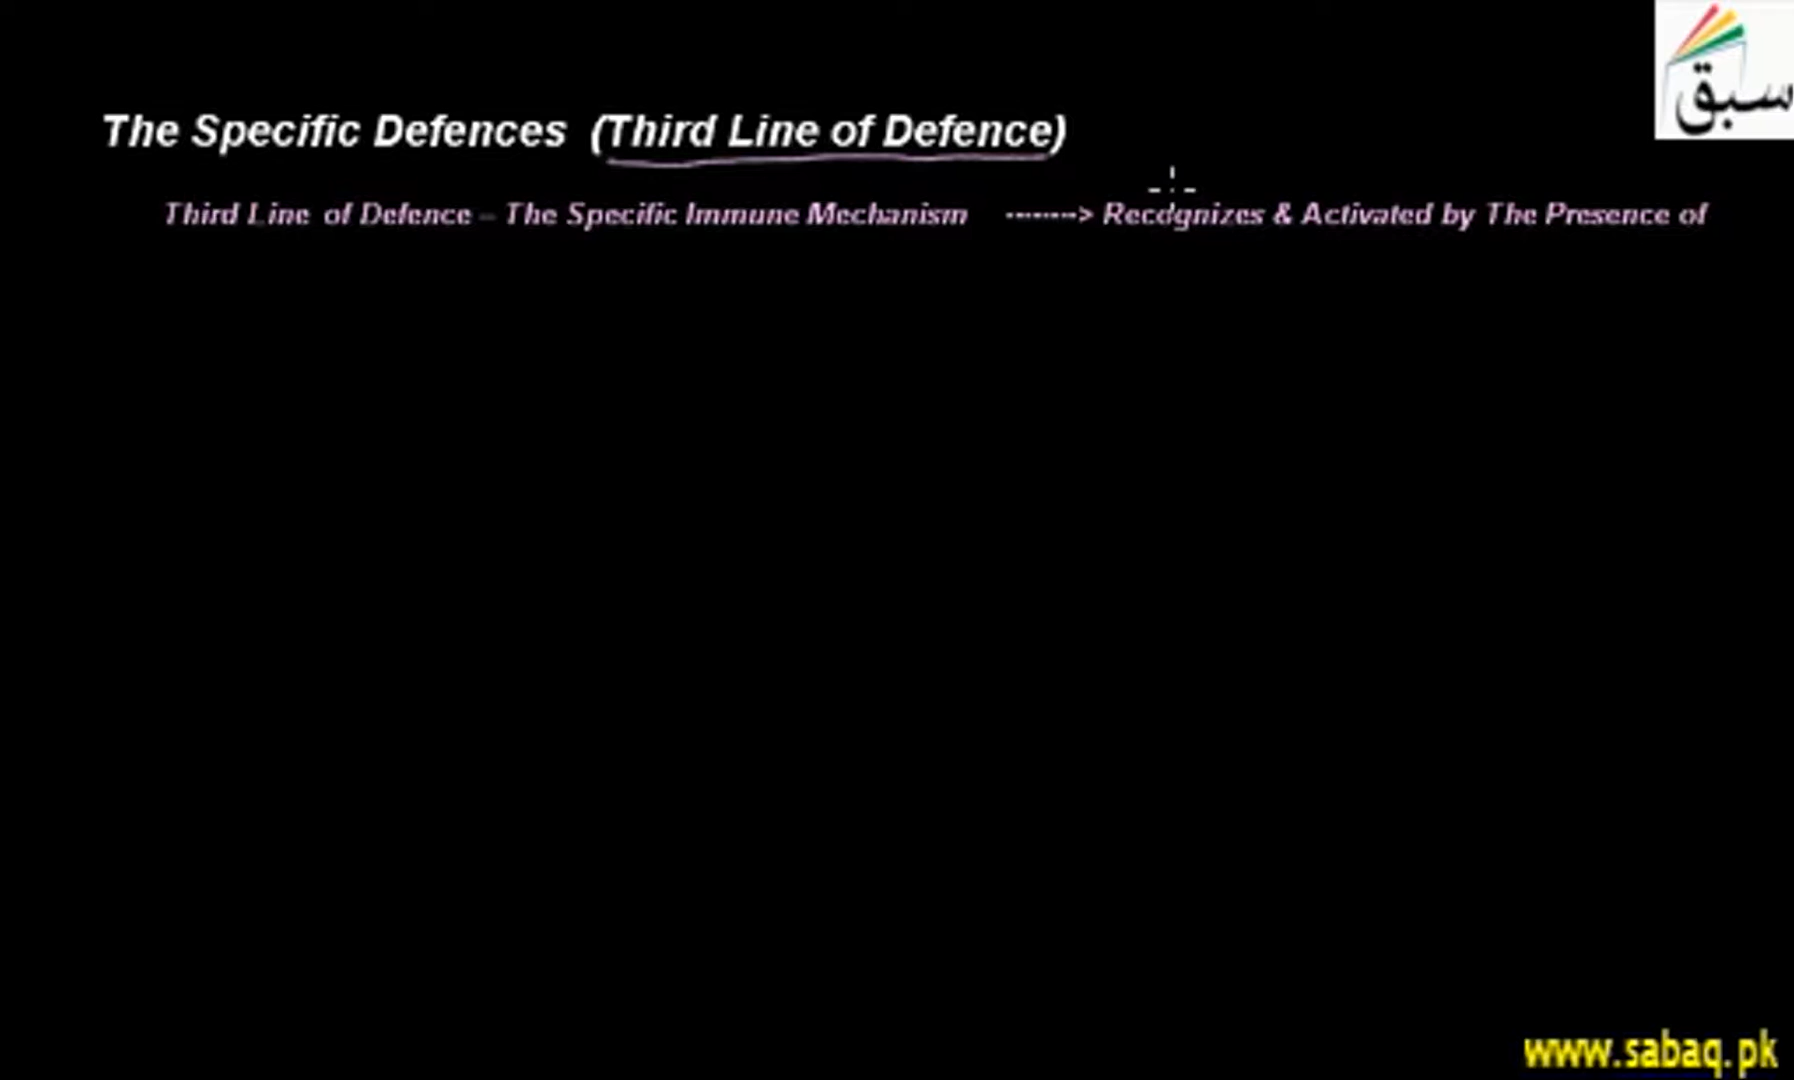 سبق
The Specific Defences (Third Line of Defence)
Third Line of Defence – The Specific Immune Mechanism --------> Recognizes & Activated by The Presence of
www.sabaq.pk